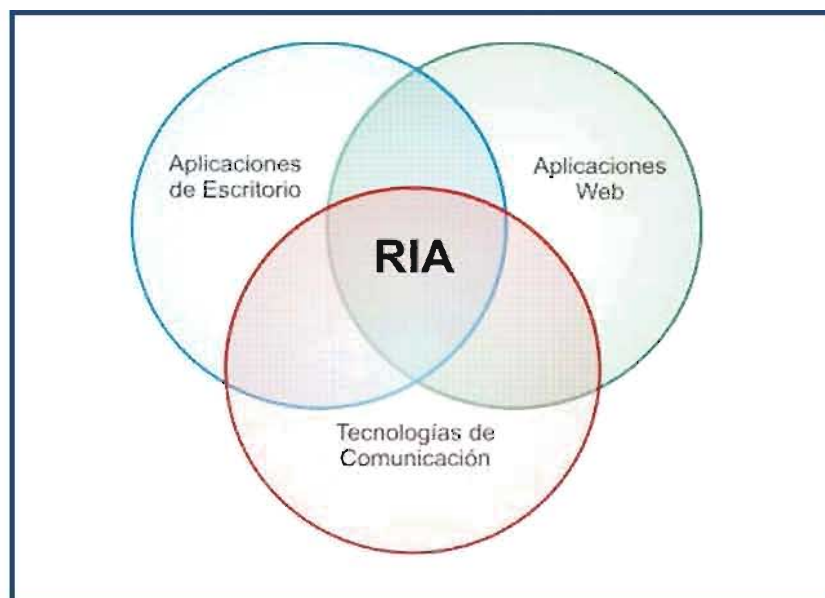 Aplicaciones
de Escritorio
Aplicaciones
Web
RIA
Tecnologías de
Comunicación